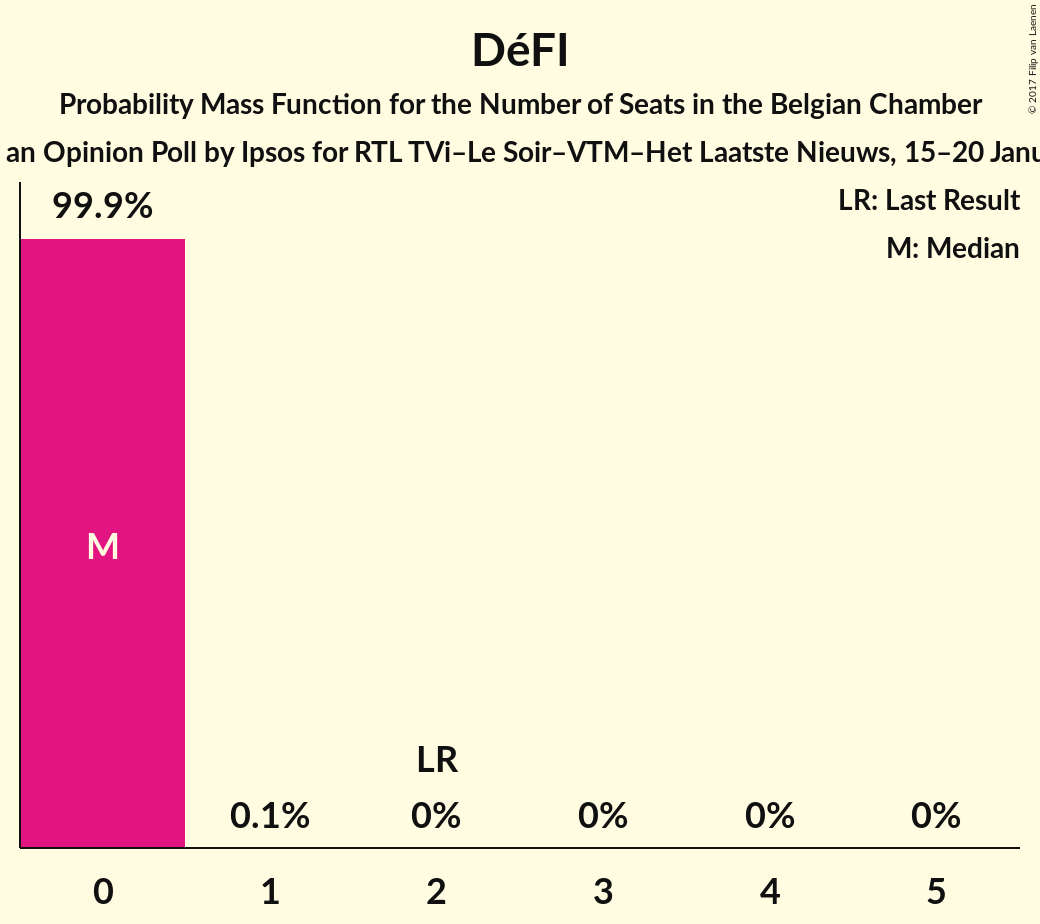 DéFI
Probability Mass Function for the Number of Seats in the Belgian Chamber
an Opinion Poll by Ipsos for RTL TVi–Le Soir–VTM–Het Laatste Nieuws, 15–20 Janu
© 2017 Filip van Laenen
LR: Last Result
M: Median
99.9%
M
LR
0.1% 0% 0% 0% 0%
0 1 2 3 4 5